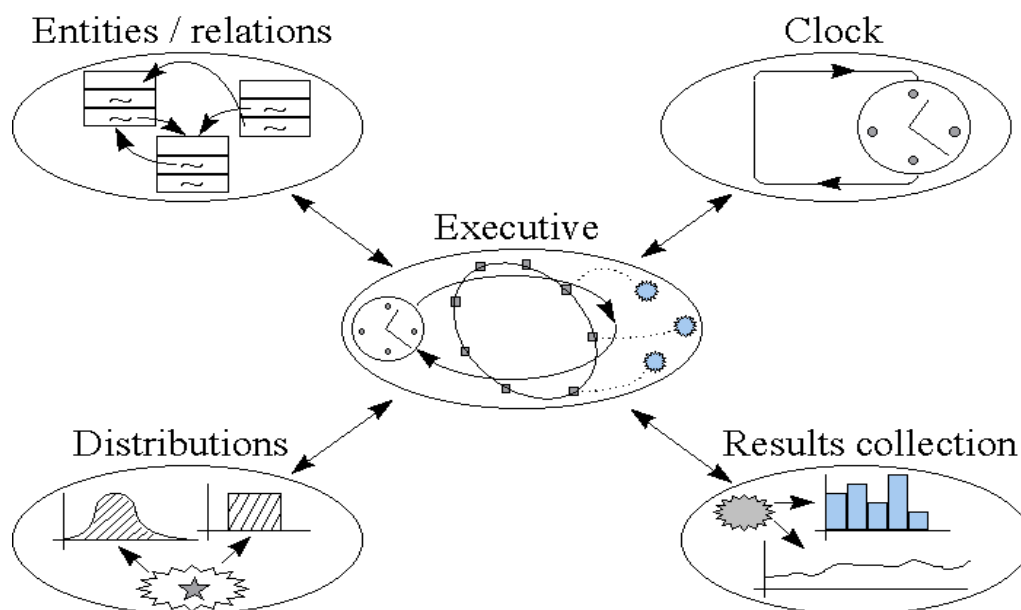 Entities / relations
Clock
Executive
Distributions
Results collection